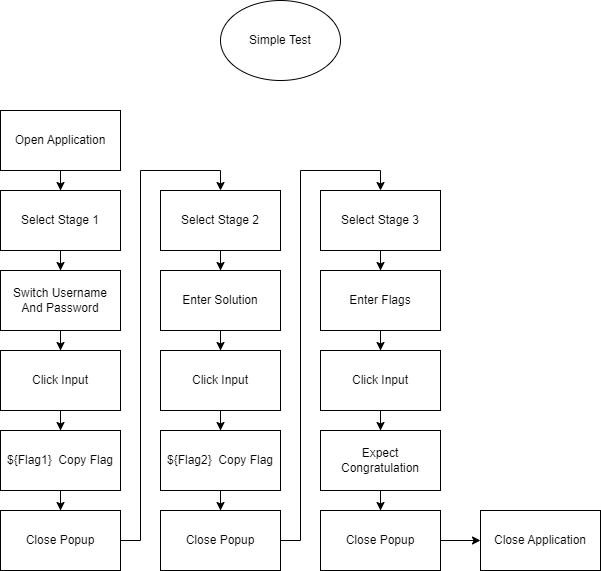 Simple Test
Open Application
Select Stage 1
Switch Username
And Password
Click Input
${Flag1} Copy Flag
Close Popup
Select Stage 2
Enter Solution
Click Input
${Flag2} Copy Flag
Close Popup
Select Stage 3
Enter Flags
Click Input
Expect
Congratulation
Close Popup
Close Application